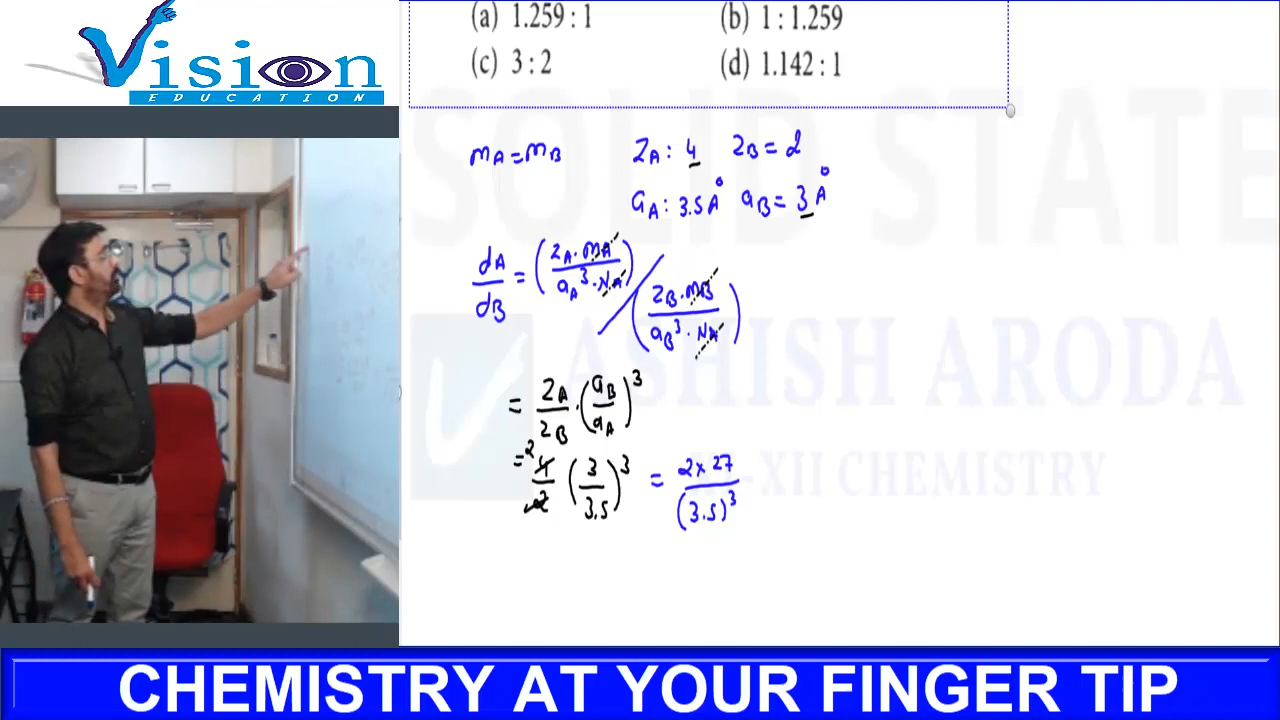 Vision
EDUCATION
(a) 1.259 : 1 (b) 1 : 1.259
(c) 3 : 2 (d) 1.142 : 1
SOLID STATE
mA = mB ZA : 4 ZB = 2
aA : 3.5 A° aB = 3 A°
dA/dB = (ZA · mA / aA³ · NA) / (ZB · mB / aB³ · NA)
ASHISH ARODA
= ZA/ZB · (aB/aA)³
= 2 4/2 (3/3.5)³ = 2 x 27 / (3.5)³
-XII CHEMISTRY
CHEMISTRY AT YOUR FINGER TIP